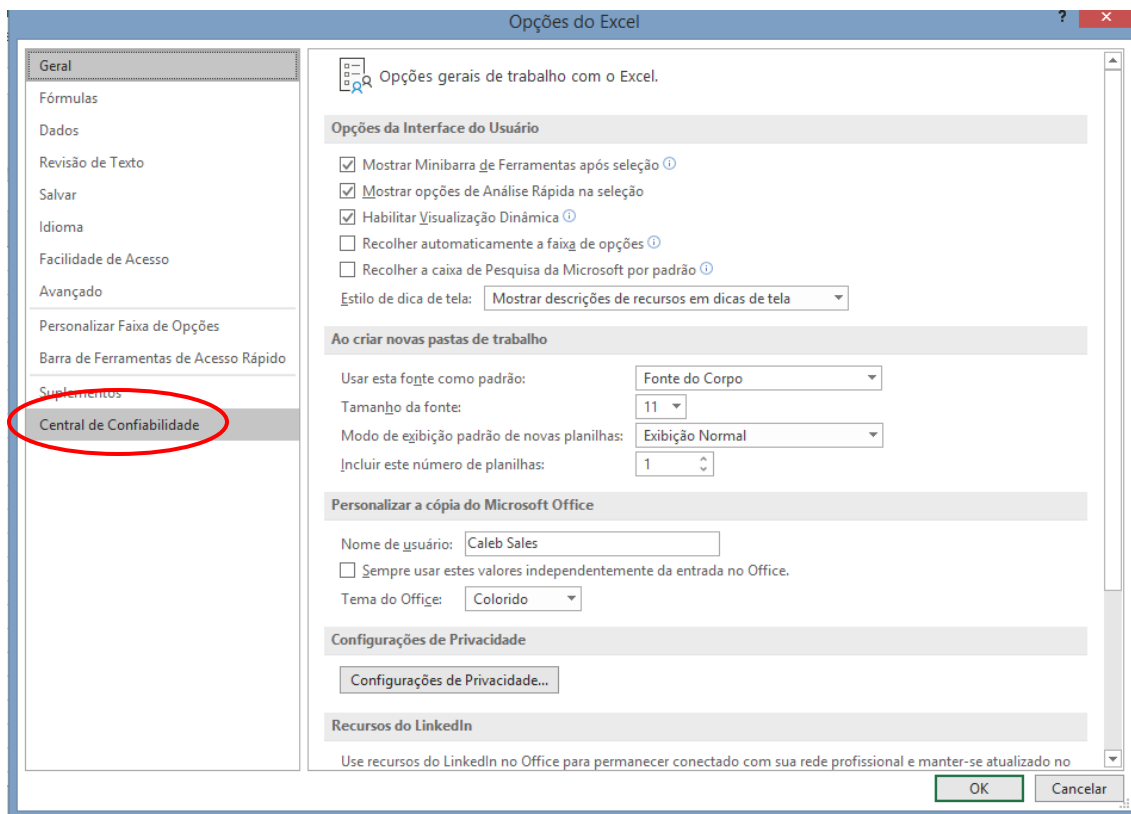 Opções do Excel
?
Geral
Fórmulas
Dados
Revisão de Texto
Salvar
Idioma
Facilidade de Acesso
Avançado
Personalizar Faixa de Opções
Barra de Ferramentas de Acesso Rápido
Suplementos
Central de Confiabilidade
Opções gerais de trabalho com o Excel.
Opções da Interface do Usuário
Mostrar Minibarra de Ferramentas após seleção
Mostrar opções de Análise Rápida na seleção
Habilitar Visualização Dinâmica
Recolher automaticamente a faixa de opções
Recolher a caixa de Pesquisa da Microsoft por padrão
Estilo de dica de tela: Mostrar descrições de recursos em dicas de tela
Ao criar novas pastas de trabalho
Usar esta fonte como padrão: Fonte do Corpo
Tamanho da fonte: 11
Modo de exibição padrão de novas planilhas: Exibição Normal
Incluir este número de planilhas: 1
Personalizar a cópia do Microsoft Office
Nome de usuário: Caleb Sales
Sempre usar estes valores independentemente da entrada no Office.
Tema do Office: Colorido
Configurações de Privacidade
Configurações de Privacidade...
Recursos do LinkedIn
Use recursos do LinkedIn no Office para permanecer conectado com sua rede profissional e manter-se atualizado no
OK Cancelar